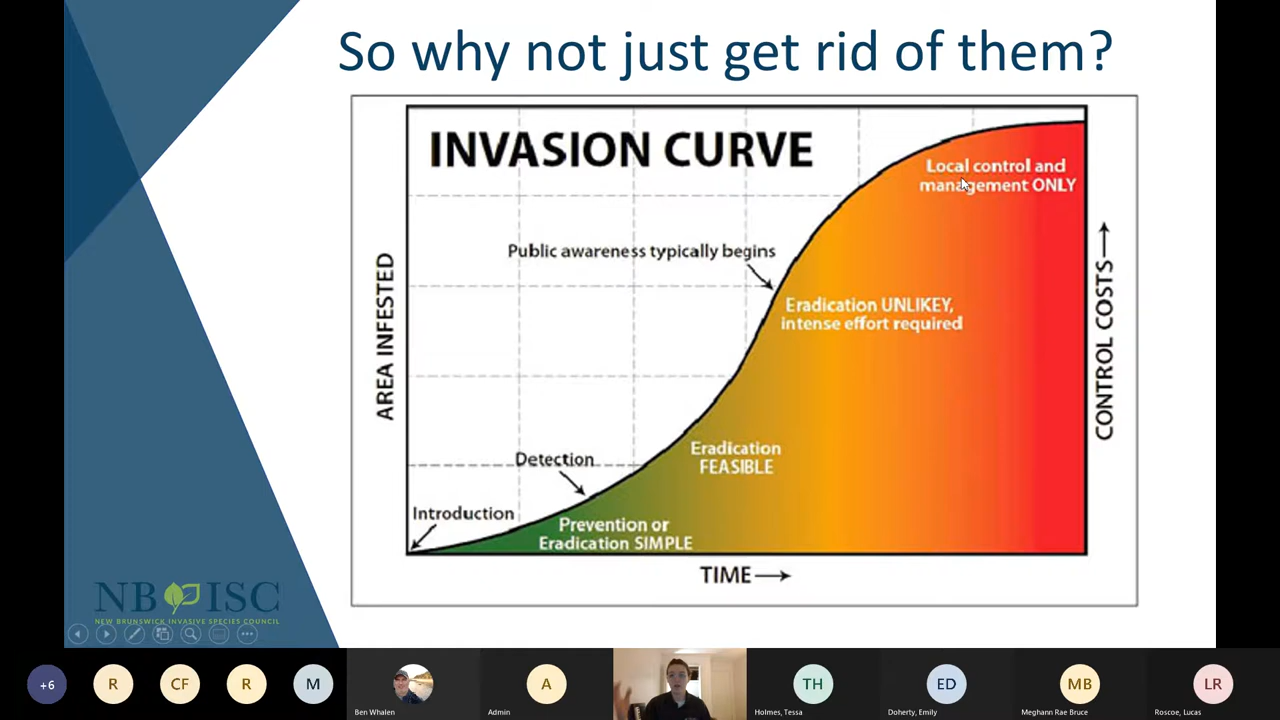 So why not just get rid of them?
INVASION CURVE
Local control and
management ONLY
Public awareness typically begins
Eradication UNLIKEY,
Intense effort required
AREA INFESTED
CONTROL COSTS
Eradication
FEASIBLE
Detection
Introduction
Prevention or
Eradication SIMPLE
TIME
NB ISC
NEW BRUNSWICK INVASIVE SPECIES COUNCIL
+6
R
CF
R
M
Ben Whalen
A
Admin
TH
Holmes, Tessa
ED
Doherty, Emily
MB
Meghann Rae Bruce
LR
Roscoe, Lucas